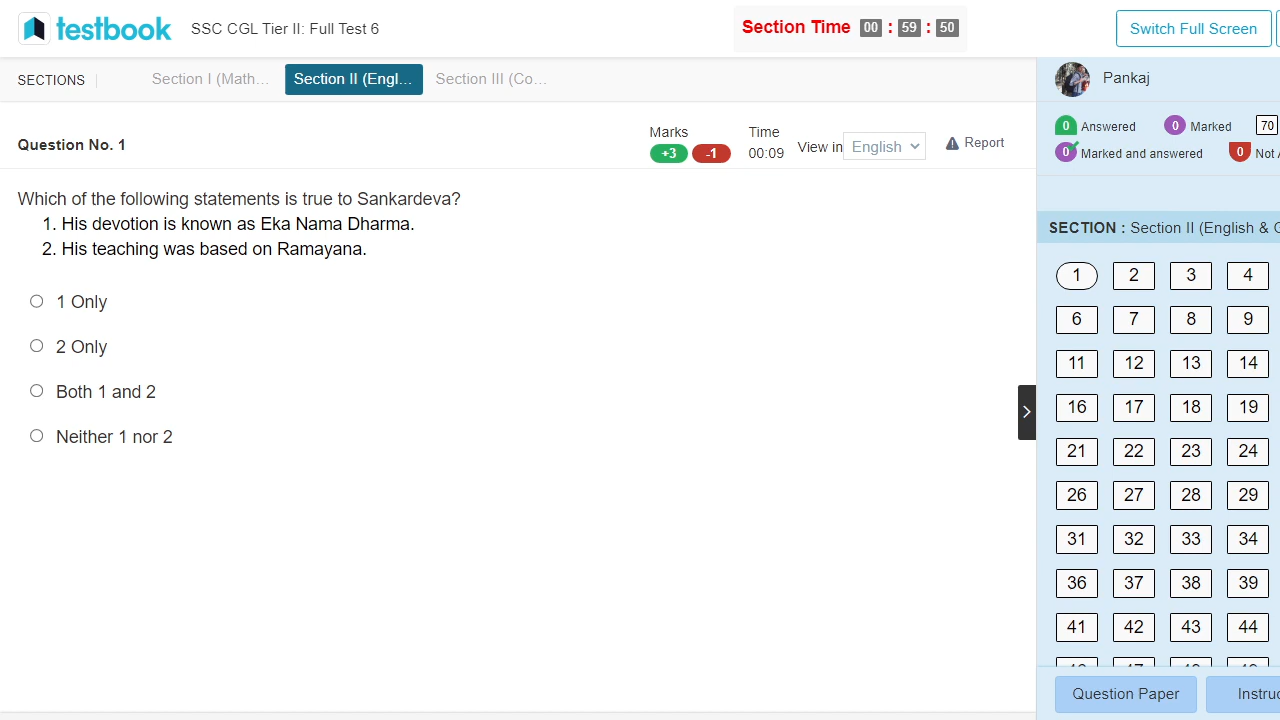 testbook
SSC CGL Tier II: Full Test 6
Section Time 00 : 59 : 50
Switch Full Screen
SECTIONS
Section I (Math...
Section II (Engl...
Section III (Co...
Pankaj
0 Answered
0 Marked
70
0 Marked and answered
0 Not
Question No. 1
Marks
+3 -1
Time
00:09
View in English
Report
Which of the following statements is true to Sankardeva?
1. His devotion is known as Eka Nama Dharma.
2. His teaching was based on Ramayana.
1 Only
2 Only
Both 1 and 2
Neither 1 nor 2
SECTION : Section II (English &
1 2 3 4
6 7 8 9
11 12 13 14
16 17 18 19
21 22 23 24
26 27 28 29
31 32 33 34
36 37 38 39
41 42 43 44
Question Paper